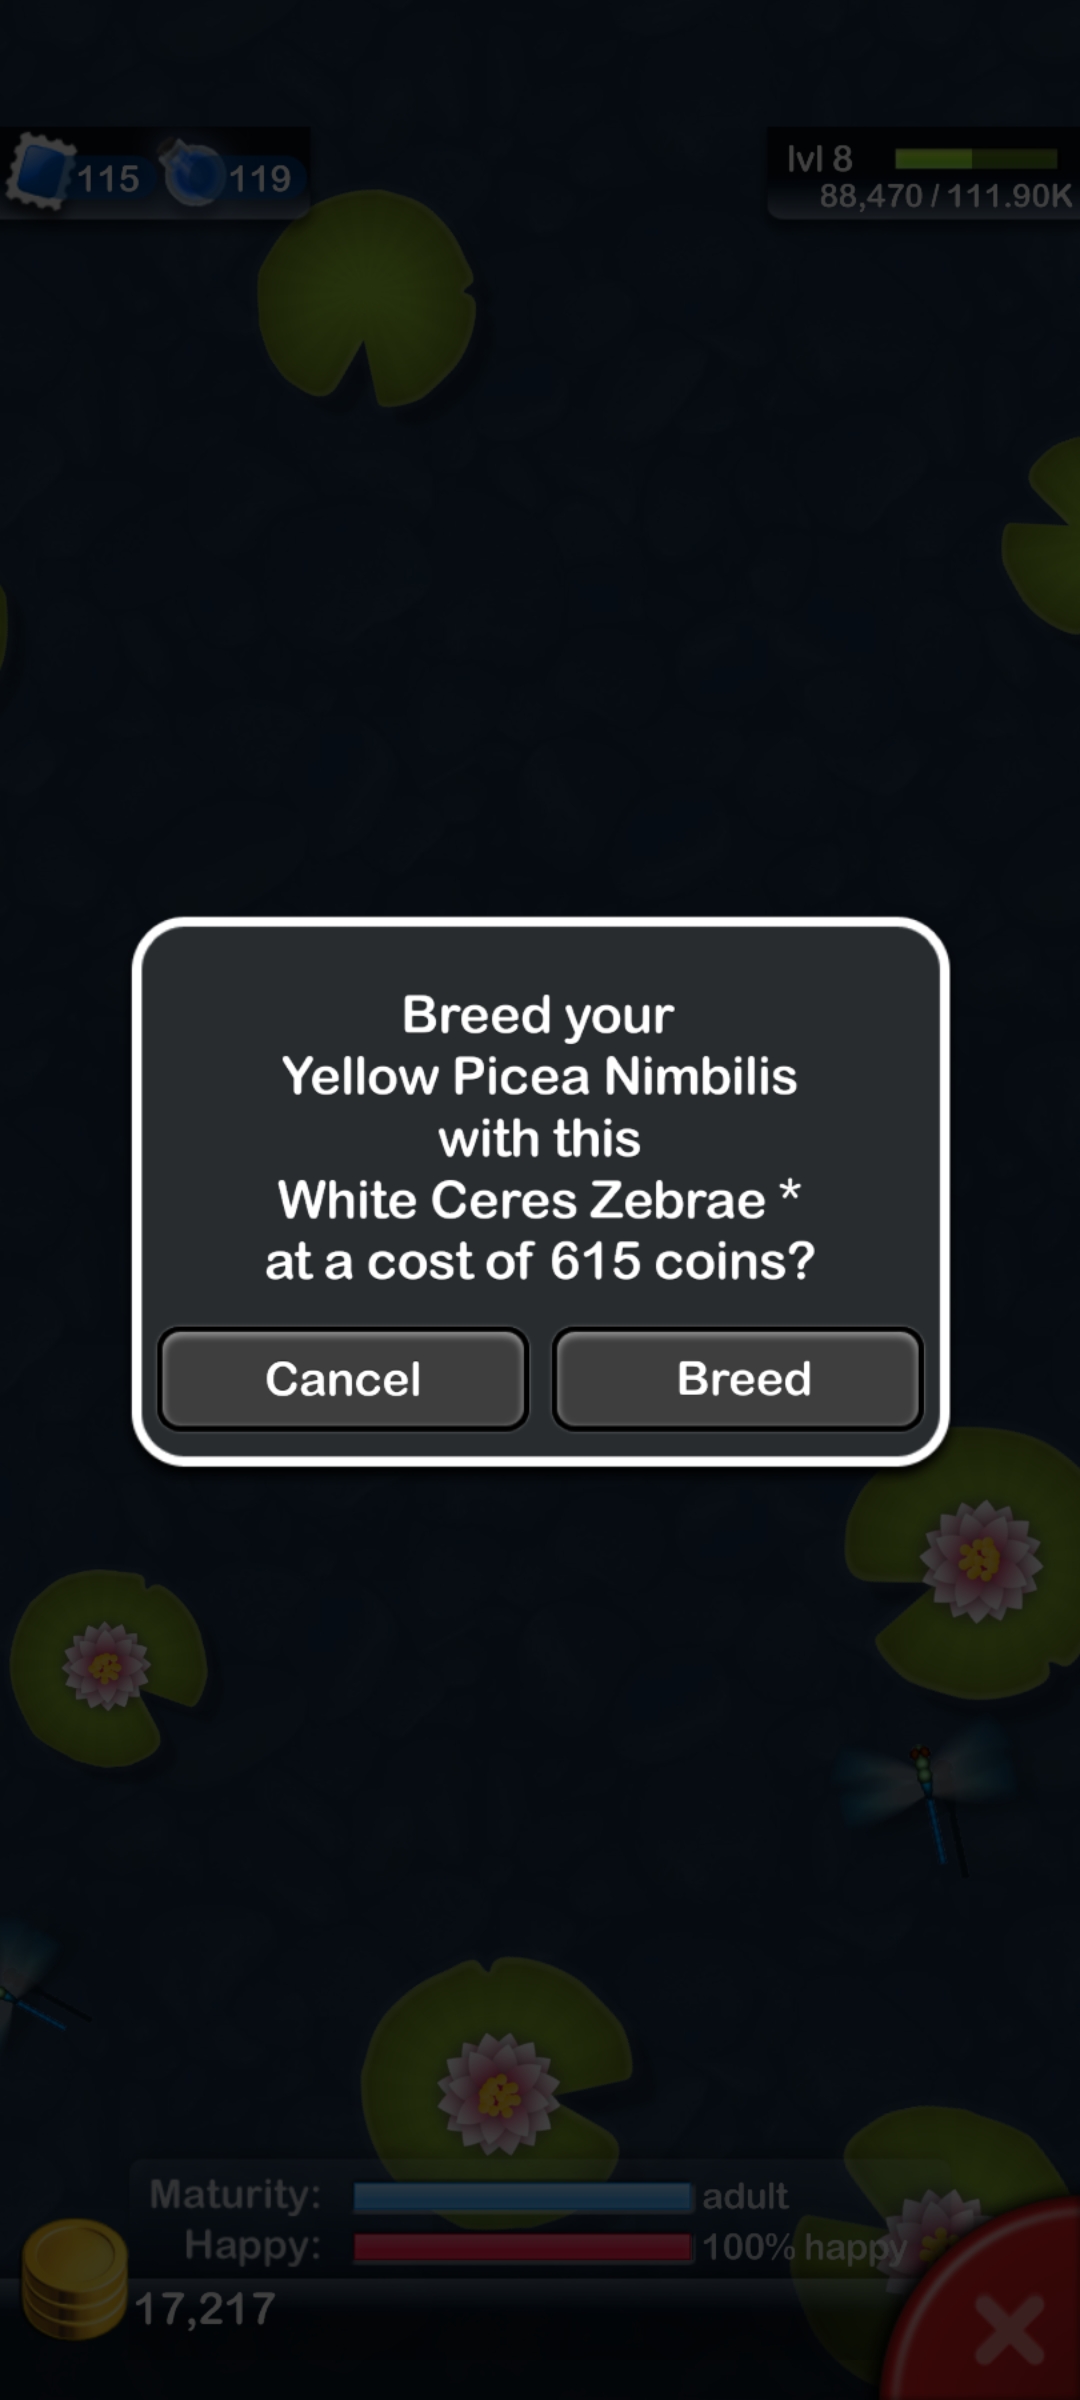 115
119
lvl 8
88,470 / 111.90K
Breed your
Yellow Picea Nimbilis
with this
White Ceres Zebrae *
at a cost of 615 coins?
Cancel
Breed
Maturity:
adult
Happy:
100% happy
17,217